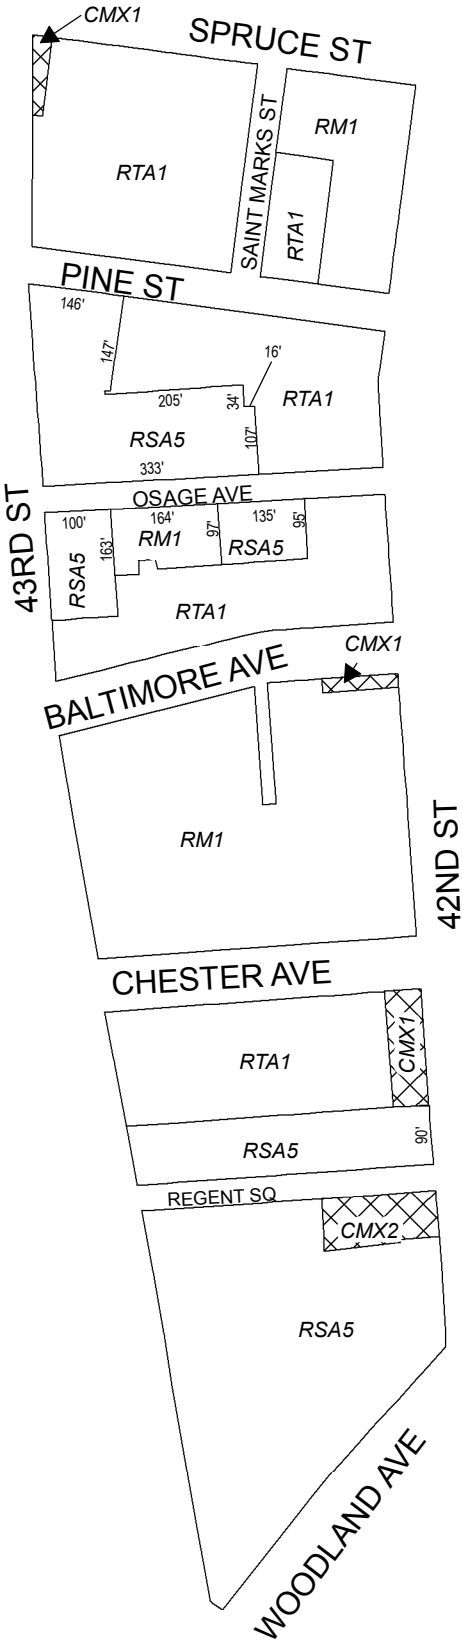 CMX1
SPRUCE ST
RM1
RTA1
SAINT MARKS ST
RTA1
PINE ST
146'
147'
16'
205'
34'
RTA1
RSA5
107'
333'
OSAGE AVE
43RD ST
100'
164'
135'
95'
97'
RM1
163'
RSA5
RSA5
RTA1
CMX1
BALTIMORE AVE
RM1
42ND ST
CHESTER AVE
CMX1
RTA1
90'
RSA5
REGENT SQ
CMX2
RSA5
WOODLAND AVE